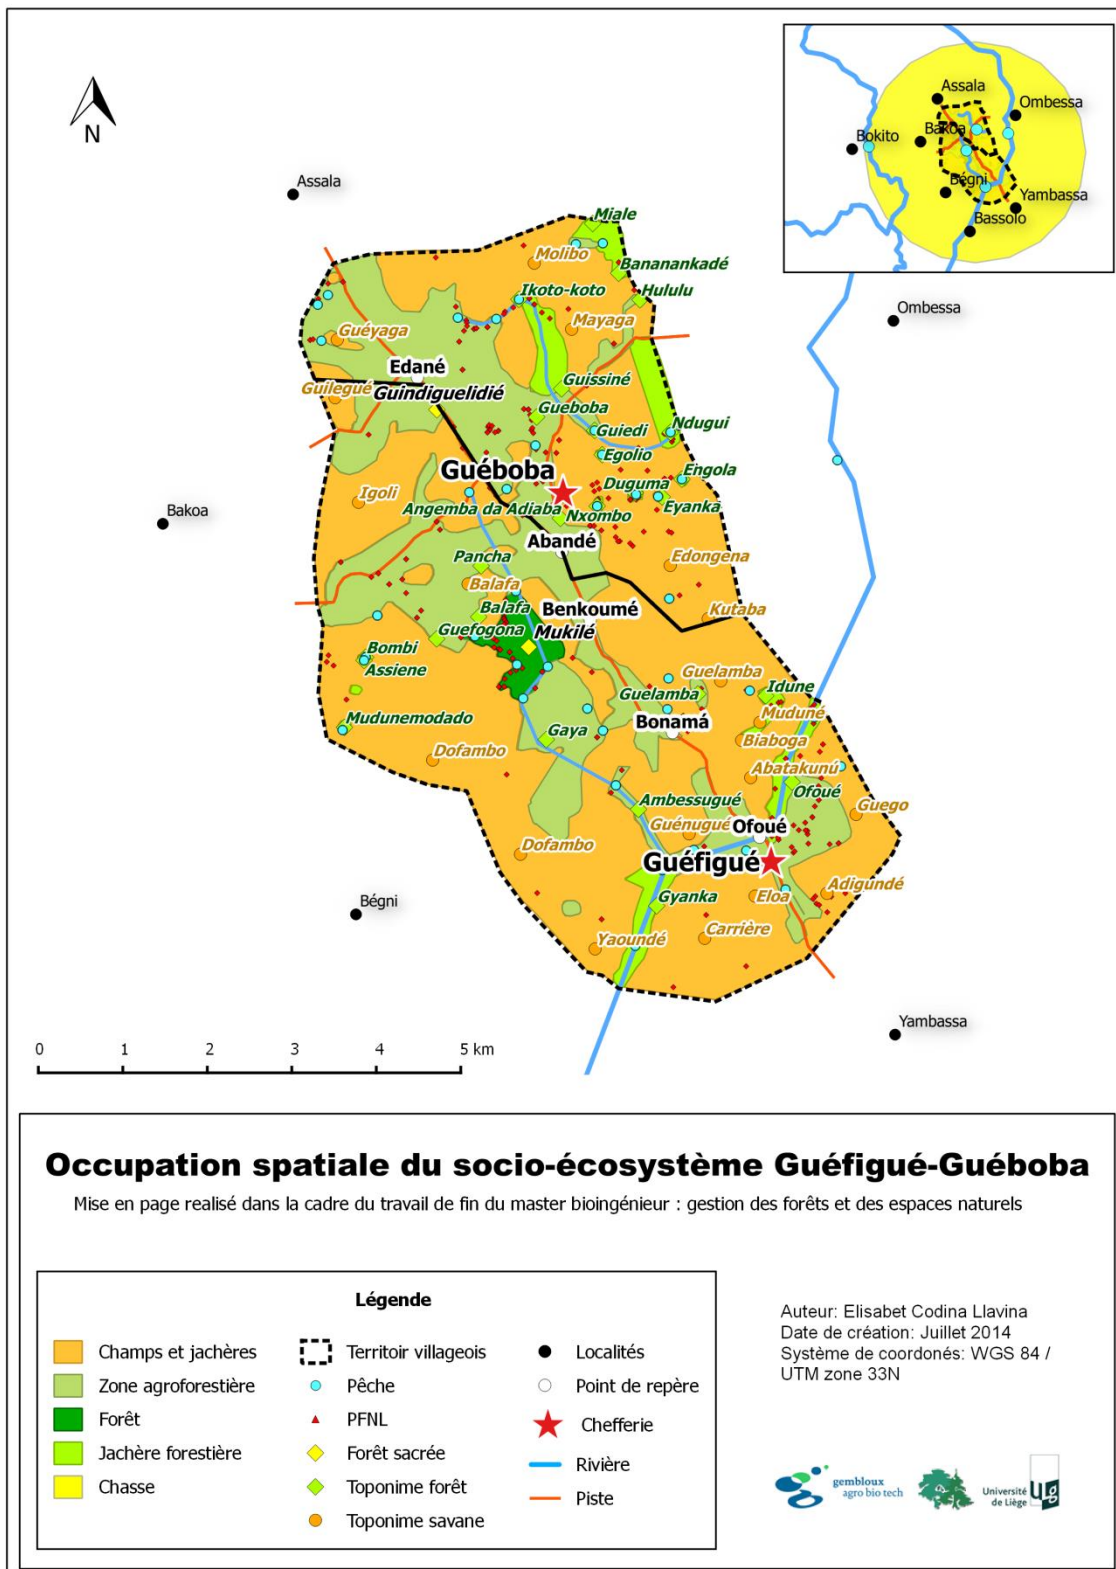 Assala
Ombessa
Bokito
Bakoa
Bégni
Yambassa
Bassolo
N
Assala
Miale
Molibo
Banananka​dé
Ikoto-koto
Hululu
Ombessa
Guéyaga
Mayaga
Edané
Guilegué
Guindiguelidié
Guissiné
Gueboba
Guiedi
Ndugui
Egolio
Guéboba
Engola
Igoli
Duguma
Angemba da Adiaba
Nxombo
Eyanka
Bakoa
Abandé
Pancha
Edongena
Balafa
Balafa
Benkoumé
Kutaba
Guefogona
Mukilé
Bombi
Assiene
Guelamba
Guelamba
Idune
Mudunemodado
Bonamá
Muduné
Gaya
Biaboga
Dofambo
Abatakunú
Ambessugué
Ofoué
Guego
Guénugué
Ofoué
Dofambo
Guéfigué
Gyanka
Eloa
Adigundé
Bégni
Yaoundé
Carrière
Yambassa
0 1 2 3 4 5 km
Occupation spatiale du socio-écosystème Guéfigué-Guéboba
Mise en page realisé dans la cadre du travail de fin du master bioingénieur : gestion des forêts et des espaces naturels
Légende
Champs et jachères
Zone agroforestière
Forêt
Jachère forestière
Chasse
Territoir villageois
Pêche
PFNL
Forêt sacrée
Toponime forêt
Toponime savane
Localités
Point de repère
Chefferie
Rivière
Piste
Auteur: Elisabet Codina Llavina
Date de création: Juillet 2014
Système de coordonés: WGS 84 /
UTM zone 33N
gembloux
agro bio tech
Université
de Liège
ULg